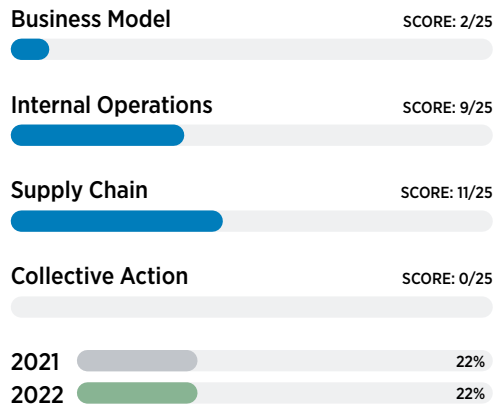 Business Model SCORE: 2/25
Internal Operations SCORE: 9/25
Supply Chain SCORE: 11/25
Collective Action SCORE: 0/25
2021 22%
2022 22%